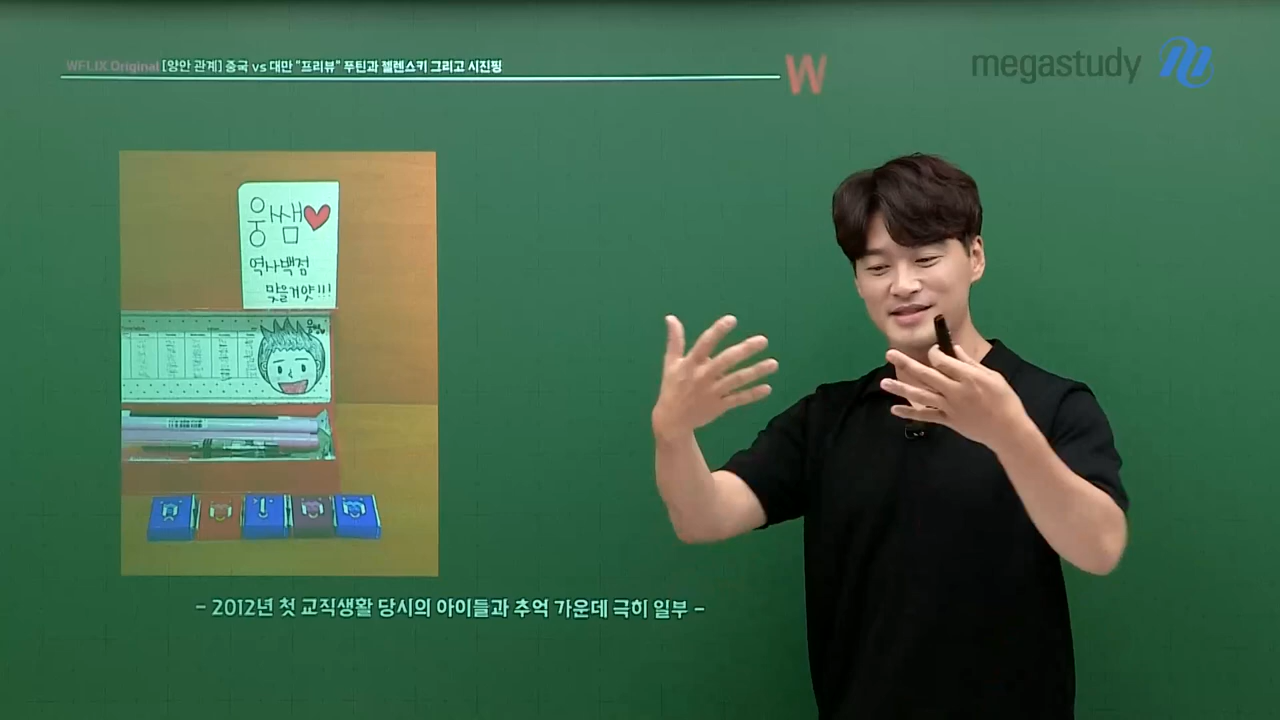 WFLIX Original [양안 관계] 중국 vs 대만 "프리뷰" 푸틴과 젤렌스키 그리고 시진핑
W
megastudy
웅쌤
역사백점
맞을거얏!!!
웅쌤
- 2012년 첫 교직생활 당시의 아이들과 추억 가운데 극히 일부 -